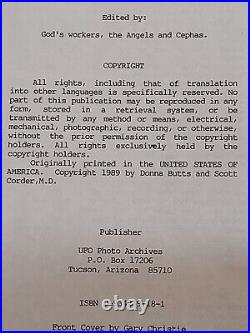 Edited by:
God's workers, the Angels and Cephas.
COPYRIGHT
All rights, including that of translation
into other languages is specifically reserved. No
part of this publication may be reproduced in any
form, stored in a retrieval system, or be
transmitted by any method or means, electrical,
mechanical, photographic, recording, or otherwise,
without the prior permission of the copyright
holders. All rights exclusively held by the
copyright holders.
Originally printed in the UNITED STATES OF
AMERICA. Copyright 1989 by Donna Butts and Scott
Corder,M.D.
Publisher
UFO Photo Archives
P.O. Box 17206
Tucson, Arizona 85710
ISBN
Front Cover by Gary Christie